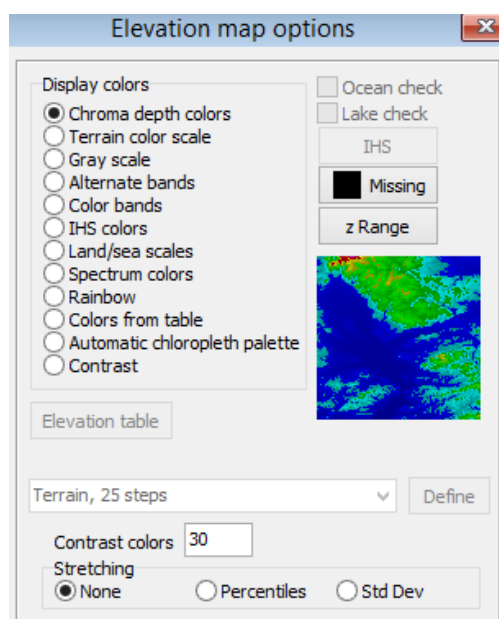 Elevation map options
Display colors
Chroma depth colors
Terrain color scale
Gray scale
Alternate bands
Color bands
IHS colors
Land/sea scales
Spectrum colors
Rainbow
Colors from table
Automatic chloropleth palette
Contrast
Ocean check
Lake check
IHS
Missing
z Range
Elevation table
Terrain, 25 steps
Define
Contrast colors 30
Stretching
None Percentiles Std Dev